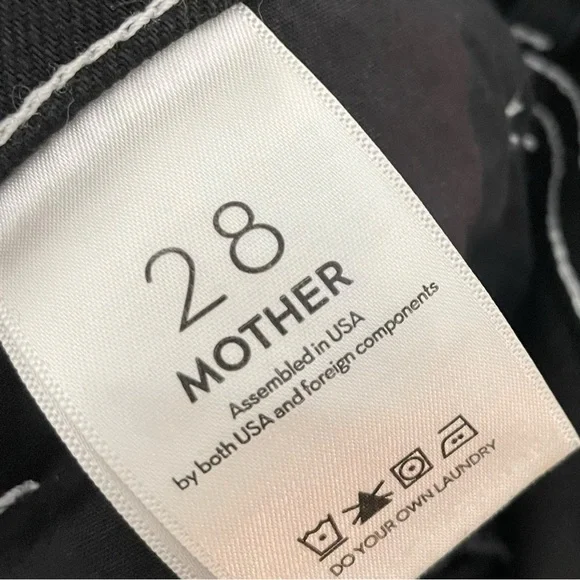 28
MOTHER
Assembled in USA
by both USA and foreign components
DO YOUR OWN LAUNDRY